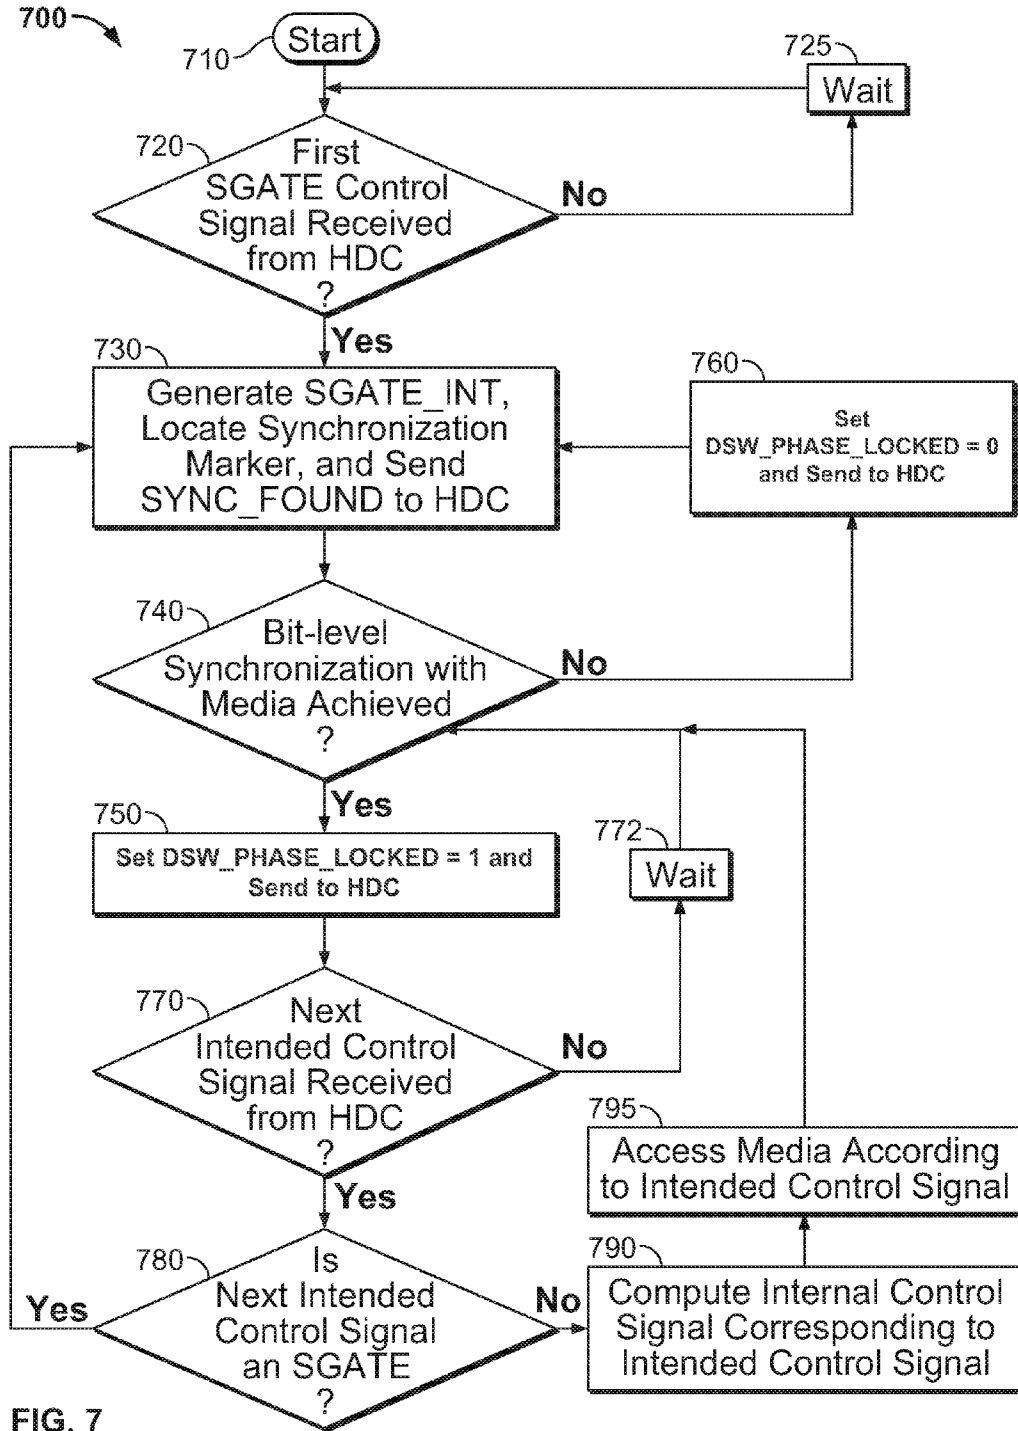 700
710
Start
725
Wait
720
First
SGATE Control
Signal Received
from HDC
?
No
Yes
730
Generate SGATE_INT,
Locate Synchronization
Marker, and Send
SYNC_FOUND to HDC
760
Set
DSW_PHASE_LOCKED = 0
and Send to HDC
740
Bit-level
Synchronization with
Media Achieved
?
No
Yes
750
Set DSW_PHASE_LOCKED = 1 and
Send to HDC
772
Wait
770
Next
Intended Control
Signal Received
from HDC
?
No
Yes
795
Access Media According
to Intended Control Signal
780
Is
Next Intended
Control Signal
an SGATE
?
Yes
No
790
Compute Internal Control
Signal Corresponding to
Intended Control Signal
FIG. 7